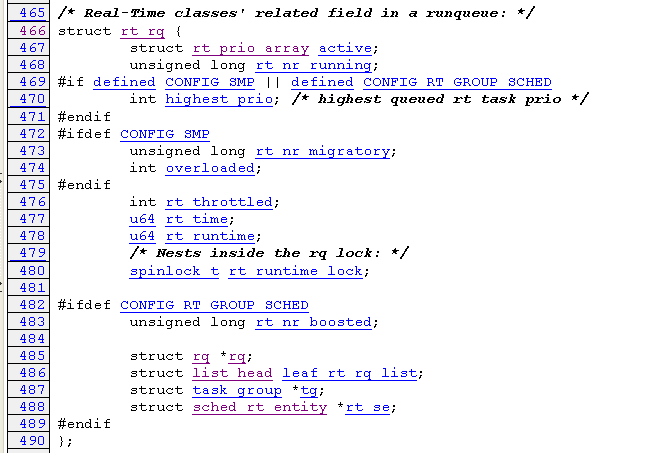 465 /* Real-Time classes' related field in a runqueue: */
466 struct rt_rq {
467 struct rt_prio_array active;
468 unsigned long rt_nr_running;
469 #if defined CONFIG_SMP || defined CONFIG_RT_GROUP_SCHED
470 int highest_prio; /* highest queued rt task prio */
471 #endif
472 #ifdef CONFIG_SMP
473 unsigned long rt_nr_migratory;
474 int overloaded;
475 #endif
476 int rt_throttled;
477 u64 rt_time;
478 u64 rt_runtime;
479 /* Nests inside the rq lock: */
480 spinlock_t rt_runtime_lock;
481
482 #ifdef CONFIG_RT_GROUP_SCHED
483 unsigned long rt_nr_boosted;
484
485 struct rq *rq;
486 struct list_head leaf_rt_rq_list;
487 struct task_group *tg;
488 struct sched_rt_entity *rt_se;
489 #endif
490 };